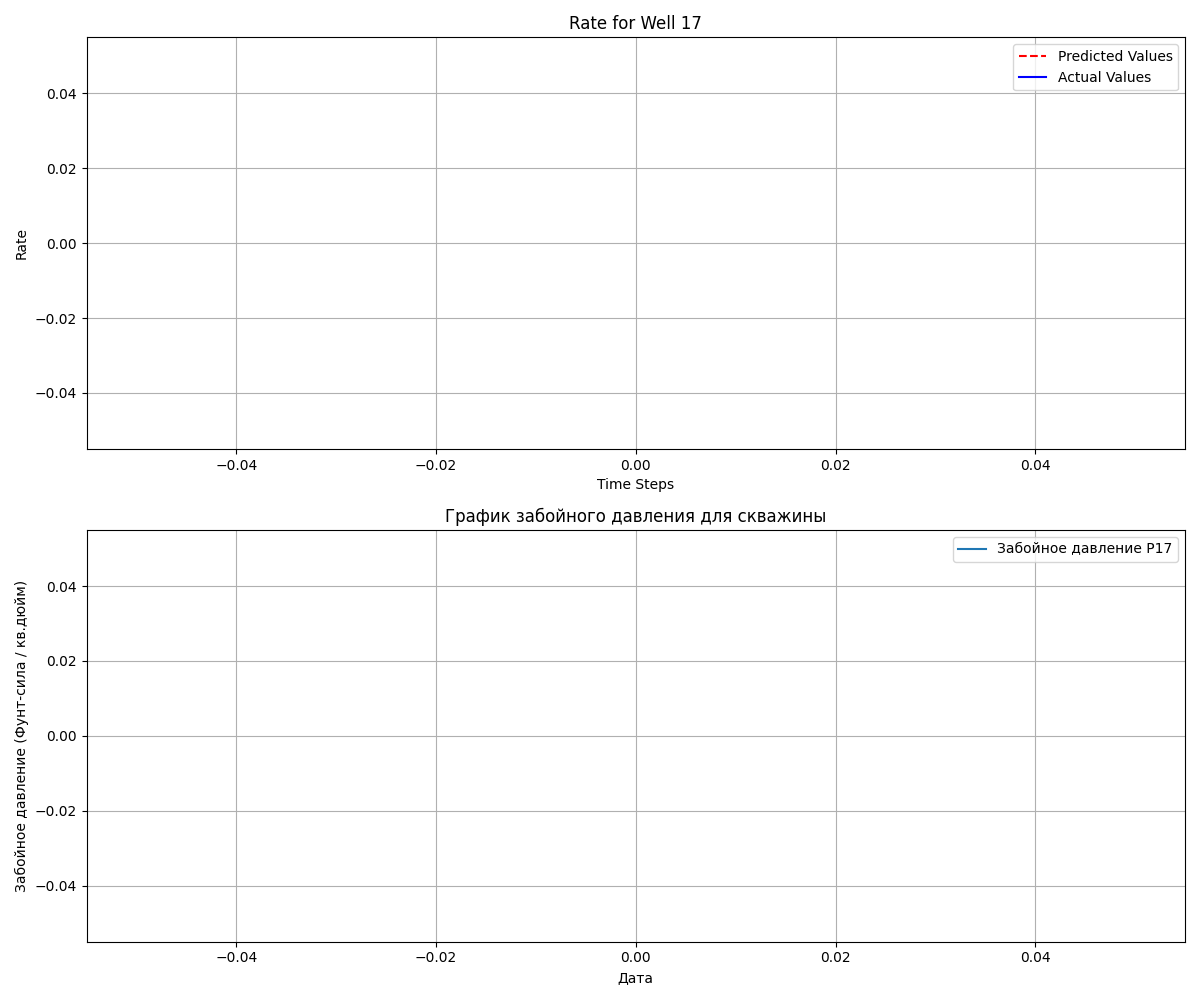 Rate for Well 17
Predicted Values
Actual Values
0.04
0.02
0.00
−0.02
−0.04
Rate
−0.04
−0.02
0.00
0.02
0.04
Time Steps
График забойного давления для скважины
Забойное давление P17
0.04
0.02
0.00
−0.02
−0.04
Забойное давление (Фунт-сила / кв.дюйм)
−0.04
−0.02
0.00
0.02
0.04
Дата